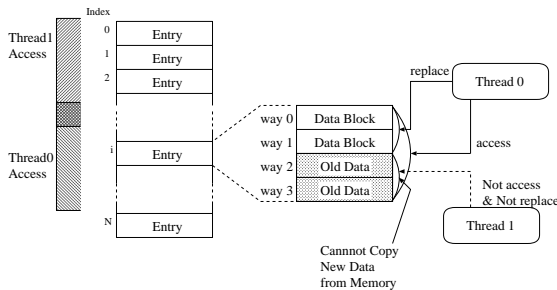 Index
Thread1
Access
Thread0
Access
0
Entry
1
Entry
2
Entry
i
Entry
N
Entry
way 0
Data Block
way 1
Data Block
way 2
Old Data
way 3
Old Data
replace
Thread 0
access
Not access
& Not replace
Thread 1
Cannnot Copy
New Data
from Memory